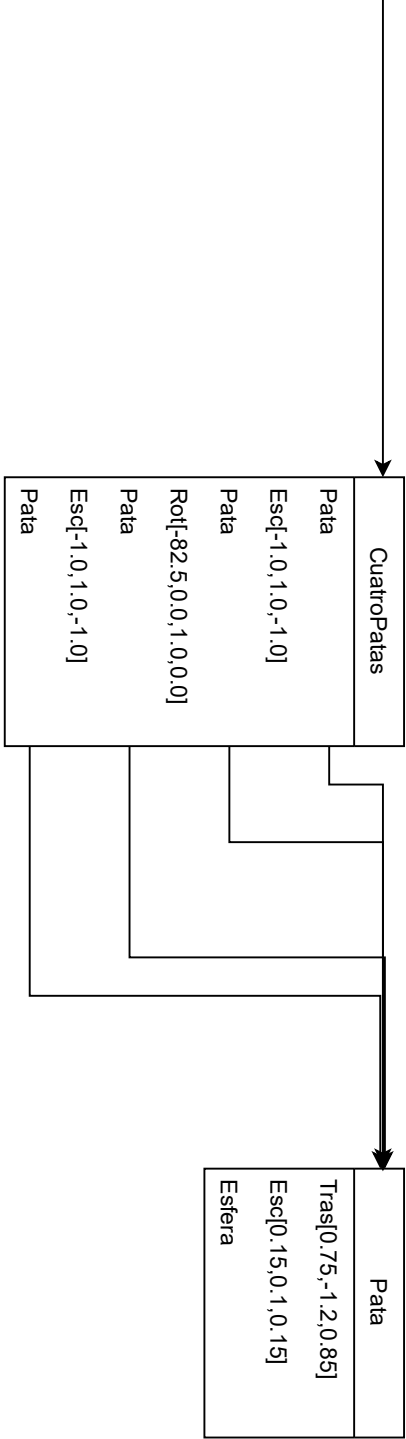 CuatroPatas
Pata
Esc[-1.0,1.0,-1.0]
Pata
Rot[-82.5,0.0,1.0,0.0]
Pata
Esc[-1.0,1.0,-1.0]
Pata
Pata
Tras[0.75,-1.2,0.85]
Esc[0.15,0.1,0.15]
Esfera